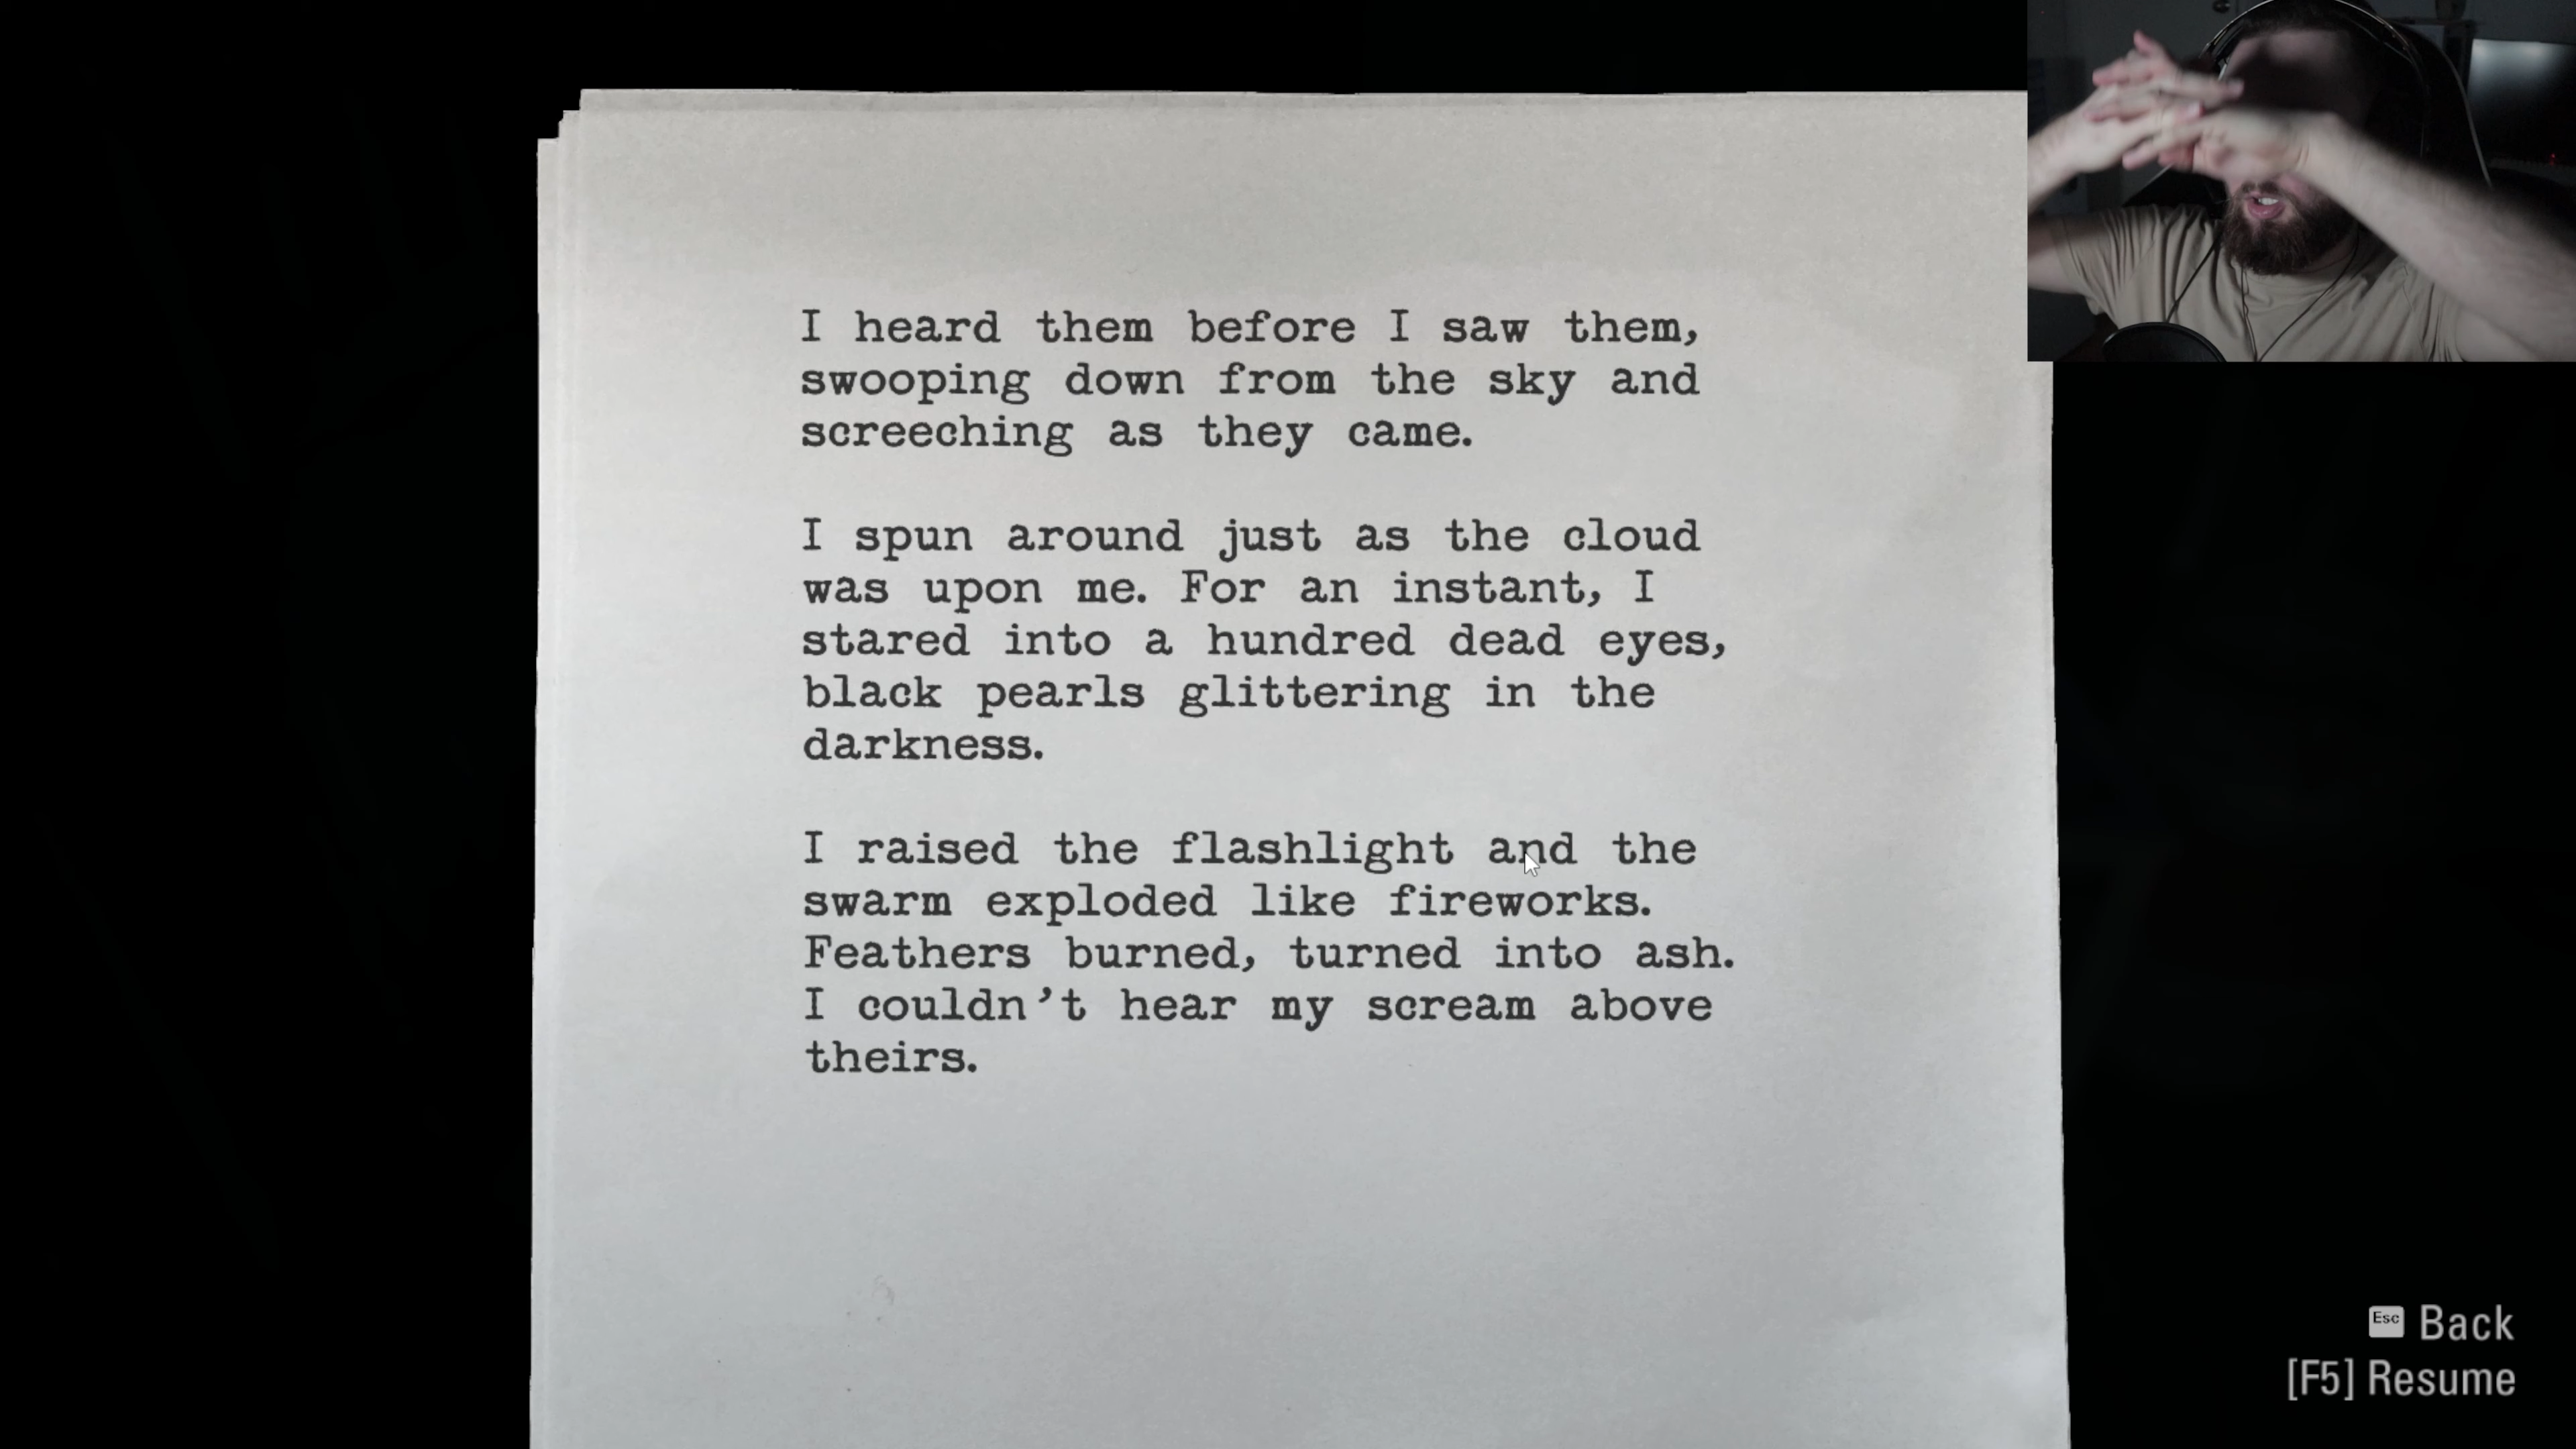 I heard them before I saw them,
swooping down from the sky and
screeching as they came.
I spun around just as the cloud
was upon me. For an instant, I
stared into a hundred dead eyes,
black pearls glittering in the
darkness.
I raised the flashlight and the
swarm exploded like fireworks.
Feathers burned, turned into ash.
I couldn’t hear my scream above
theirs.
Esc Back
[F5] Resume